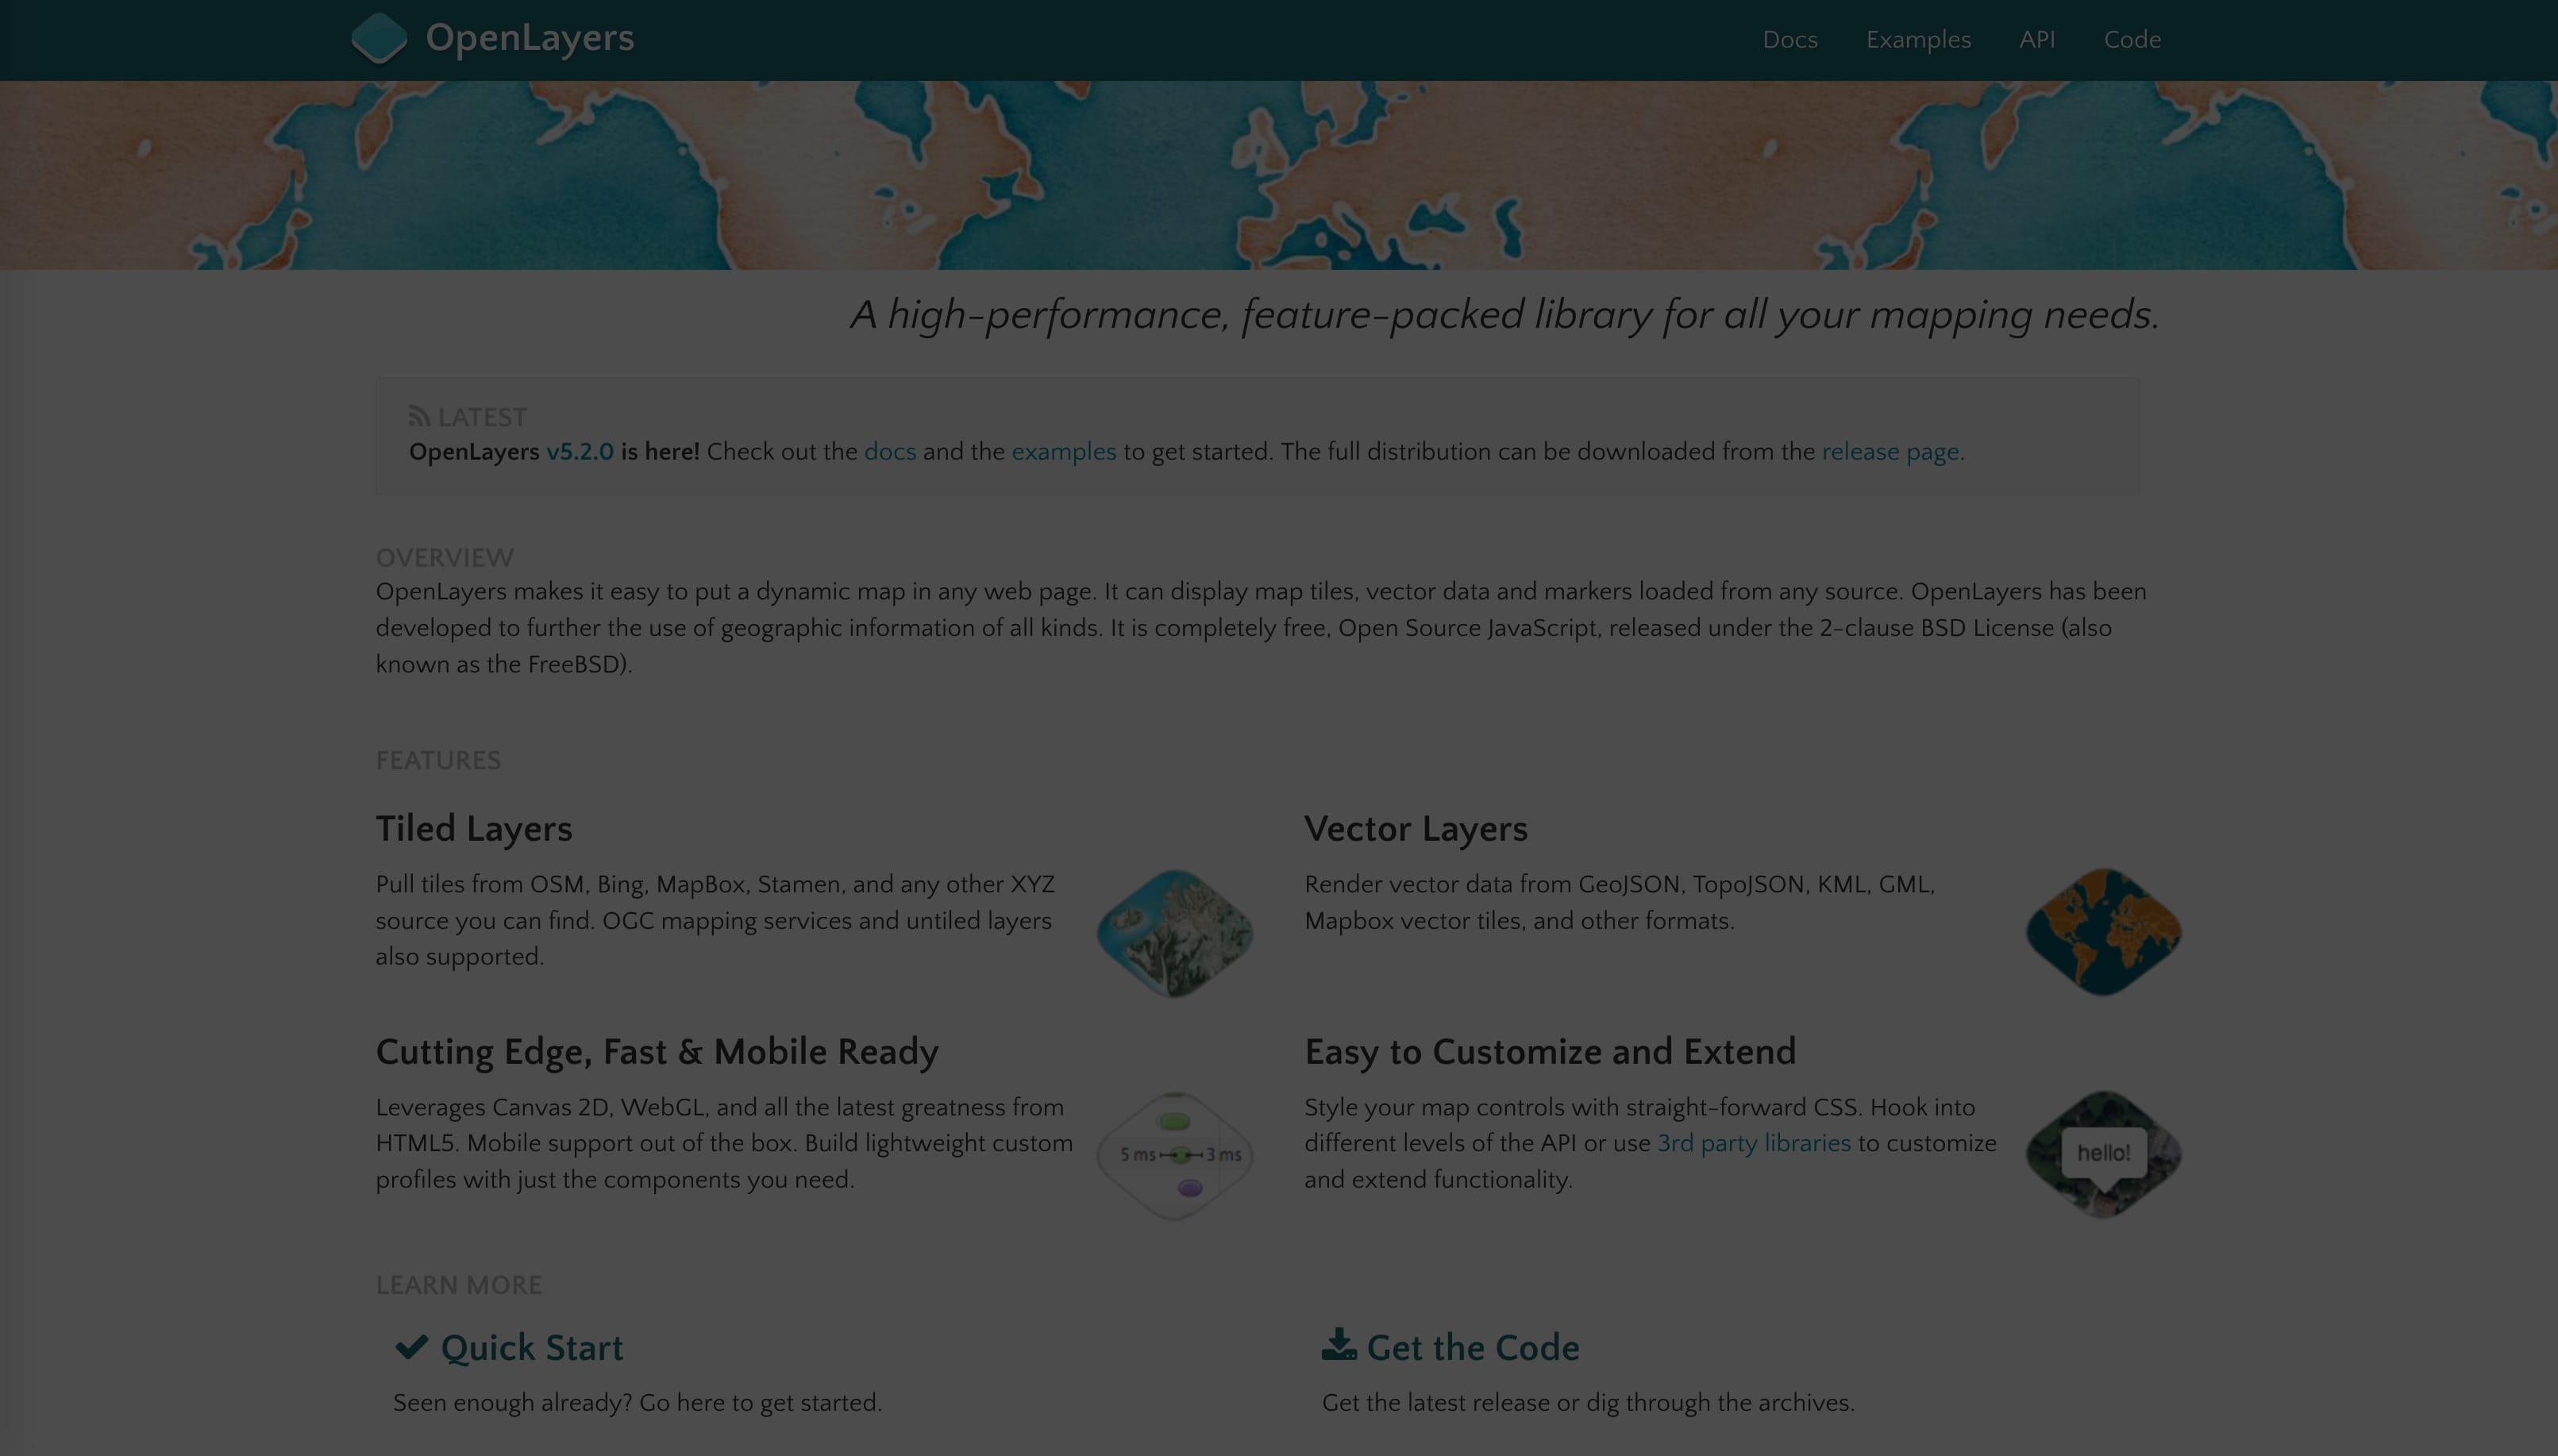 OpenLayers
Docs Examples API Code
A high-performance, feature-packed library for all your mapping needs.
LATEST
OpenLayers v5.2.0 is here! Check out the docs and the examples to get started. The full distribution can be downloaded from the release page.
OVERVIEW
OpenLayers makes it easy to put a dynamic map in any web page. It can display map tiles, vector data and markers loaded from any source. OpenLayers has been
developed to further the use of geographic information of all kinds. It is completely free, Open Source JavaScript, released under the 2-clause BSD License (also
known as the FreeBSD).
FEATURES
Tiled Layers
Pull tiles from OSM, Bing, MapBox, Stamen, and any other XYZ
source you can find. OGC mapping services and untiled layers
also supported.
Vector Layers
Render vector data from GeoJSON, TopoJSON, KML, GML,
Mapbox vector tiles, and other formats.
Cutting Edge, Fast & Mobile Ready
Leverages Canvas 2D, WebGL, and all the latest greatness from
HTML5. Mobile support out of the box. Build lightweight custom
profiles with just the components you need.
5 ms 3 ms
Easy to Customize and Extend
Style your map controls with straight-forward CSS. Hook into
different levels of the API or use 3rd party libraries to customize
and extend functionality.
hello!
LEARN MORE
Quick Start
Seen enough already? Go here to get started.
Get the Code
Get the latest release or dig through the archives.